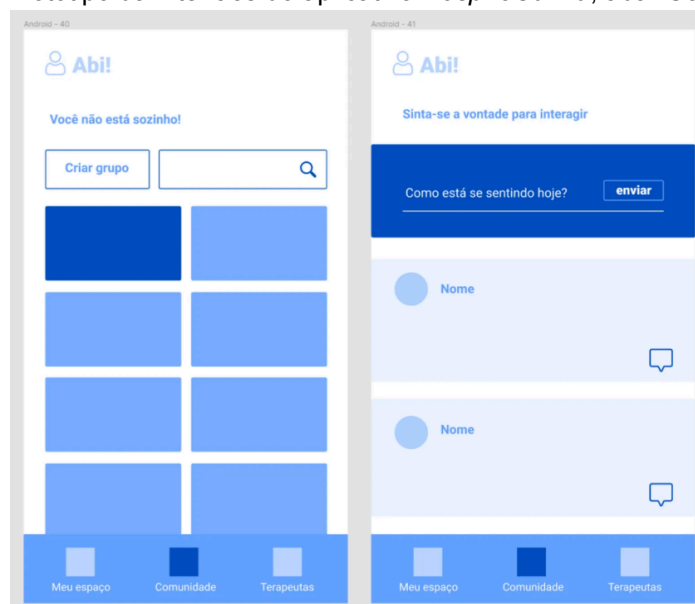 Android - 40
Abi!
Você não está sozinho!
Criar grupo
Meu espaço
Comunidade
Terapeutas
Android - 41
Abi!
Sinta-se a vontade para interagir
Como está se sentindo hoje?
enviar
Nome
Nome
Meu espaço
Comunidade
Terapeutas